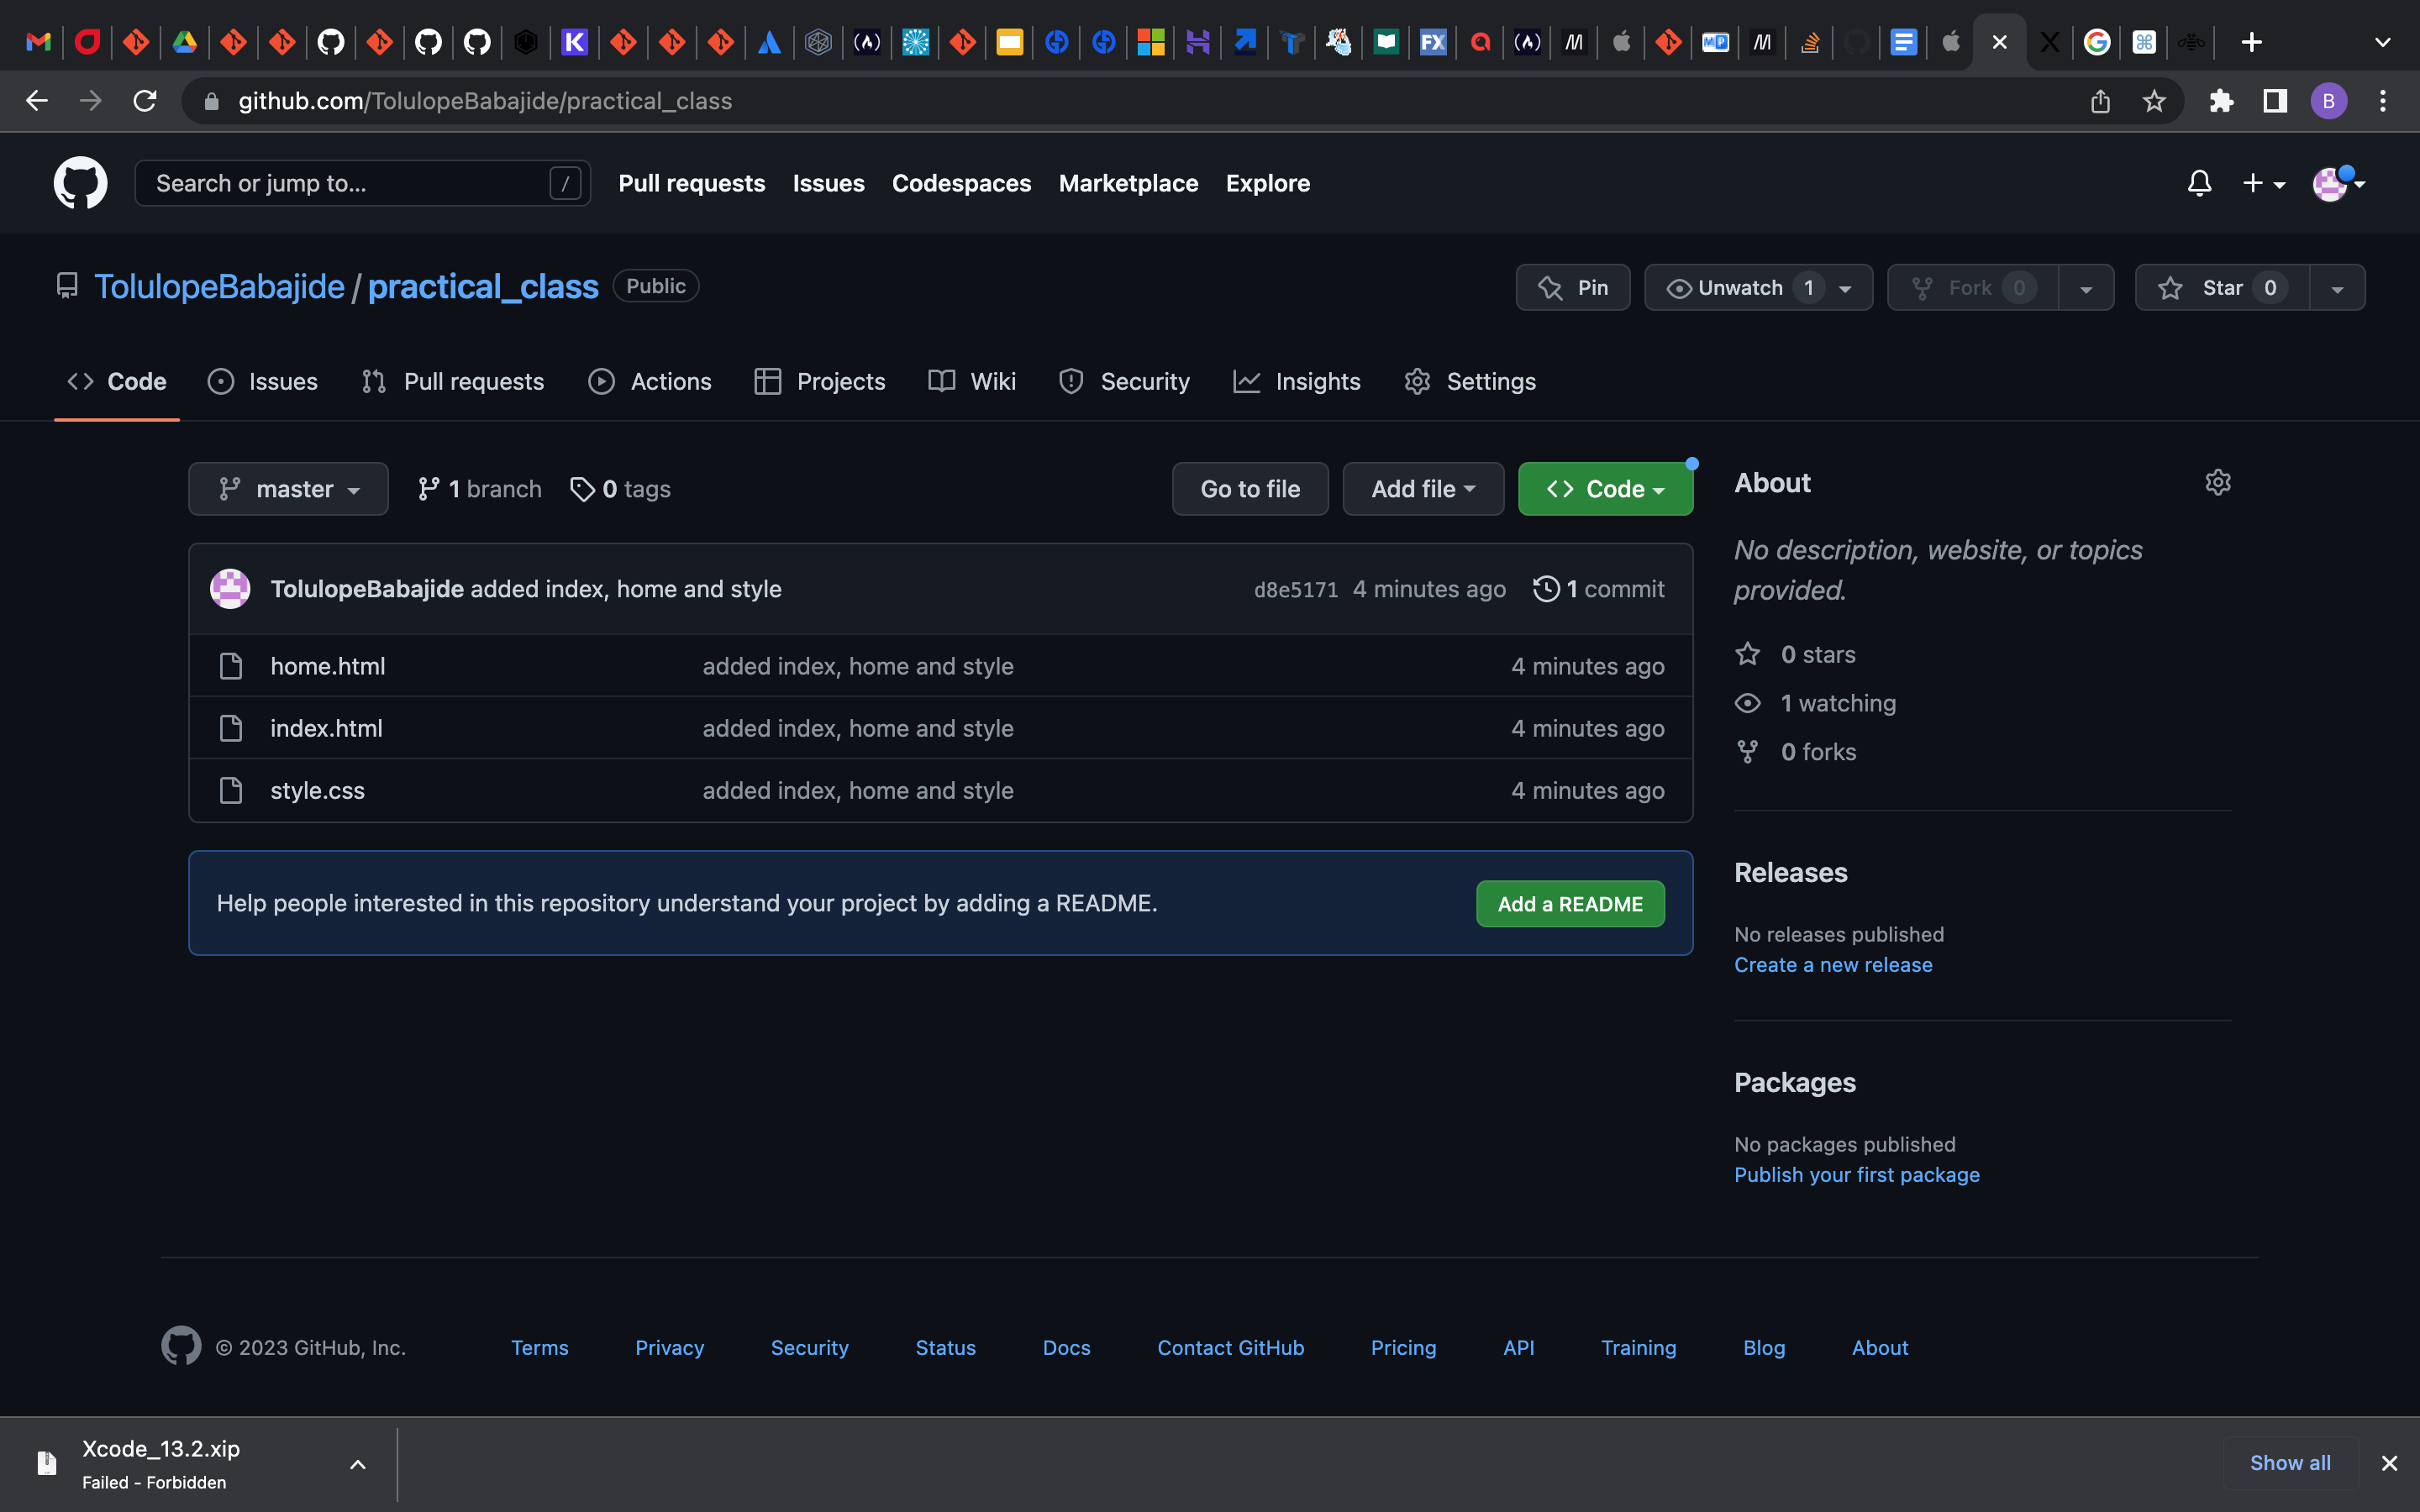 github.com/TolulopeBabajide/practical_class
B
Search or jump to... /
Pull requests Issues Codespaces Marketplace Explore
TolulopeBabajide / practical_class Public
Pin Unwatch 1 Fork 0 Star 0
Code Issues Pull requests Actions Projects Wiki Security Insights Settings
master 1 branch 0 tags Go to file Add file Code
TolulopeBabajide added index, home and style d8e5171 4 minutes ago 1 commit
home.html added index, home and style 4 minutes ago
index.html added index, home and style 4 minutes ago
style.css added index, home and style 4 minutes ago
Help people interested in this repository understand your project by adding a README. Add a README
About
No description, website, or topics
provided.
0 stars
1 watching
0 forks
Releases
No releases published
Create a new release
Packages
No packages published
Publish your first package
© 2023 GitHub, Inc. Terms Privacy Security Status Docs Contact GitHub Pricing API Training Blog About
Xcode_13.2.xip
Failed - Forbidden
Show all